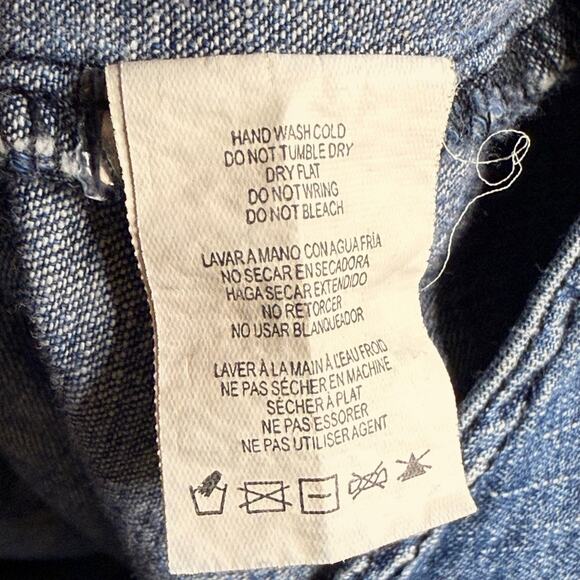 HAND WASH COLD
DO NOT TUMBLE DRY
DRY FLAT
DO NOT WRING
DO NOT BLEACH
LAVAR A MANO CON AGUA FRÍA
NO SECAR EN SECADORA
HAGA SECAR EXTENDIDO
NO RETORCER
NO USAR BLANQUEADOR
LAVER À LA MAIN À L'EAU FROID
NE PAS SÉCHER EN MACHINE
SÉCHER À PLAT
NE PAS ESSORER
NE PAS UTILISER AGENT